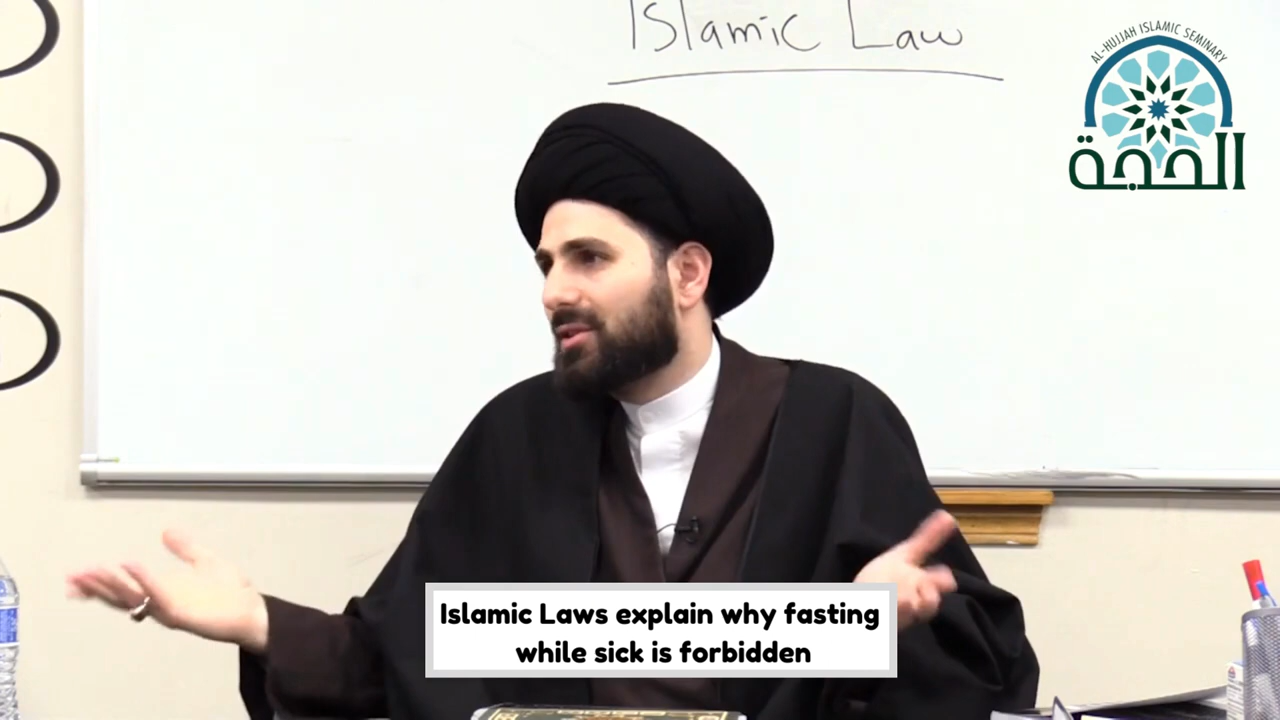 Islamic Law
AL-HUJJAH ISLAMIC SEMINARY
الحجة
Islamic Laws explain why fasting
while sick is forbidden